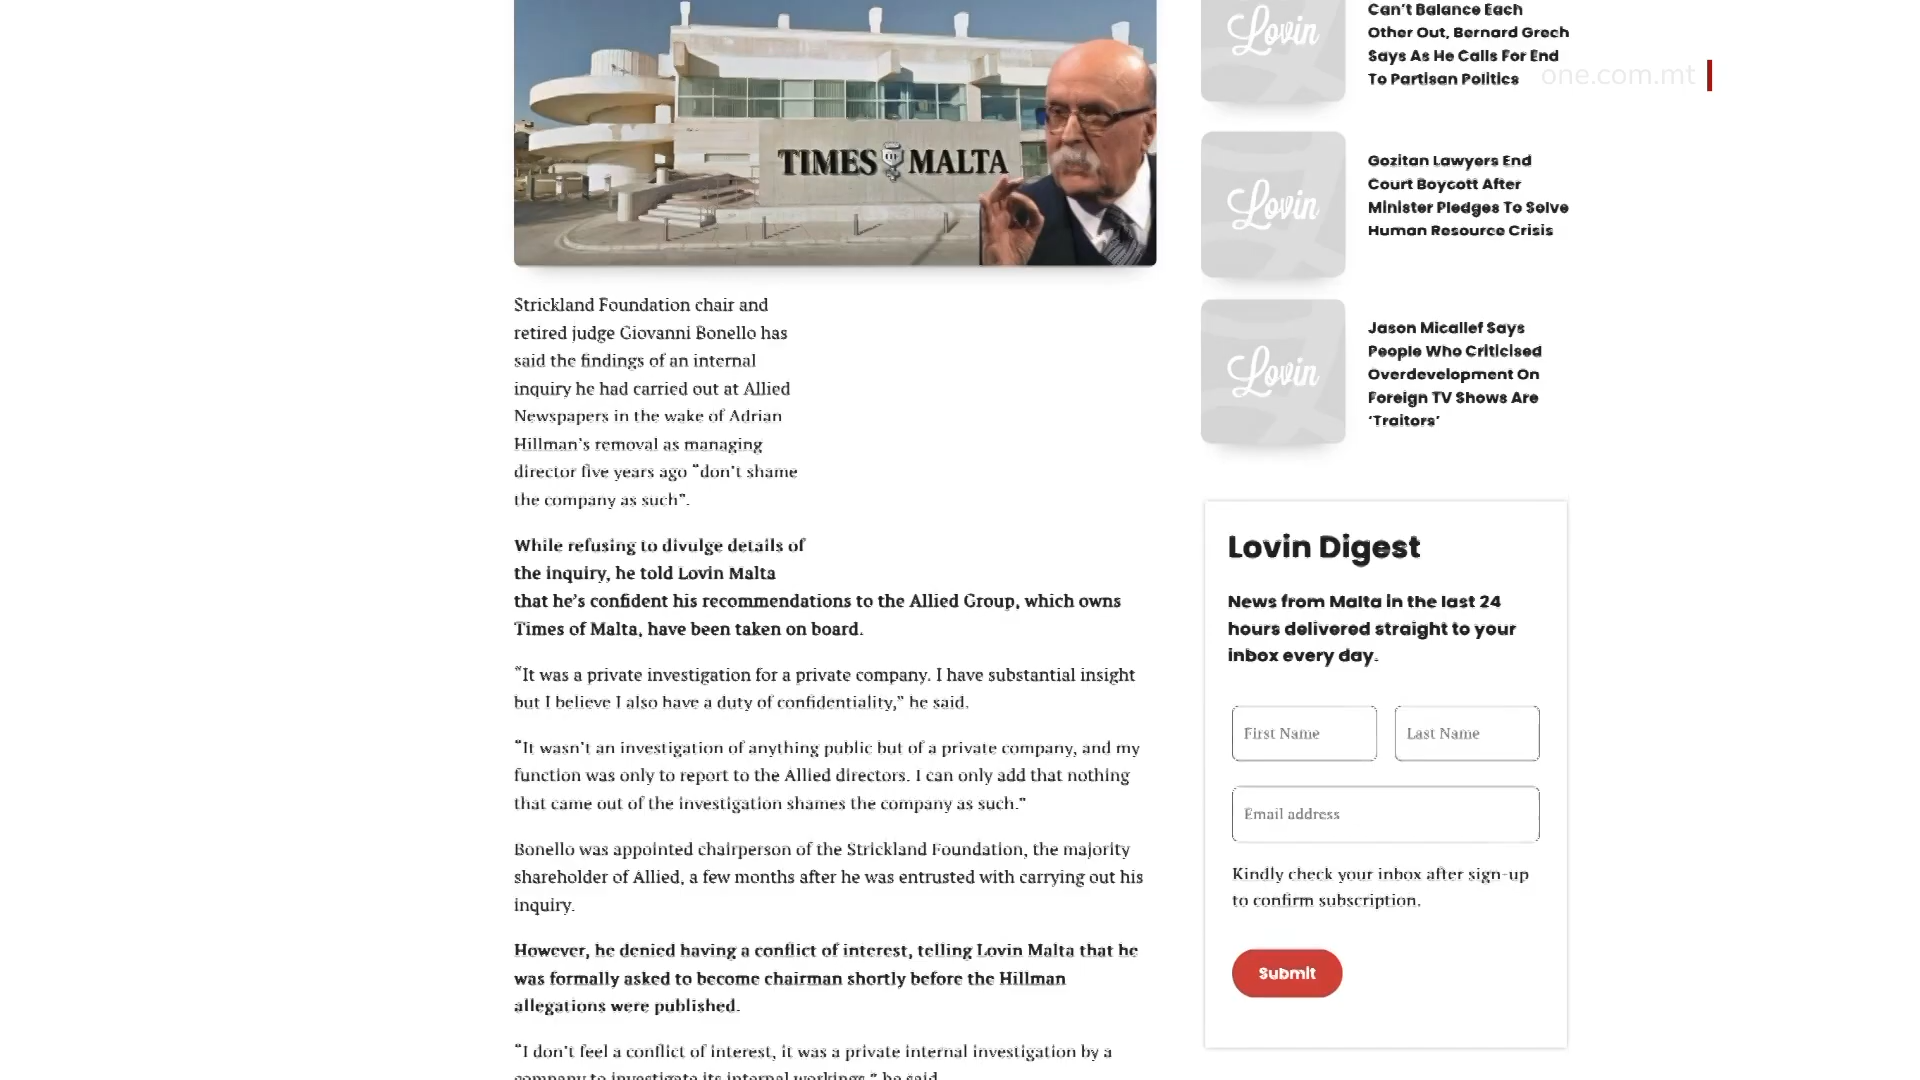 TIMES MALTA
Strickland Foundation chair and
retired judge Giovanni Bonello has
said the findings of an internal
inquiry he had carried out at Allied
Newspapers in the wake of Adrian
Hillman's removal as managing
director five years ago “don't shame
the company as such”.
While refusing to divulge details of
the inquiry, he told Lovin Malta
that he's confident his recommendations to the Allied Group, which owns
Times of Malta, have been taken on board.
“It was a private investigation for a private company. I have substantial insight
but I believe I also have a duty of confidentiality,” he said.
“It wasn't an investigation of anything public but of a private company, and my
function was only to report to the Allied directors. I can only add that nothing
that came out of the investigation shames the company as such.”
Bonello was appointed chairperson of the Strickland Foundation, the majority
shareholder of Allied, a few months after he was entrusted with carrying out his
inquiry.
However, he denied having a conflict of interest, telling Lovin Malta that he
was formally asked to become chairman shortly before the Hillman
allegations were published.
“I don't feel a conflict of interest, it was a private internal investigation by a
company to investigate its internal workings,” he said.
Lovin
Can't Balance Each
Other Out, Bernard Grech
Says As He Calls For End
To Partisan Politics
one.com.mt
Lovin
Gozitan Lawyers End
Court Boycott After
Minister Pledges To Solve
Human Resource Crisis
Lovin
Jason Micallef Says
People Who Criticised
Overdevelopment On
Foreign TV Shows Are
‘Traitors’
Lovin Digest
News from Malta in the last 24
hours delivered straight to your
inbox every day.
First Name Last Name
Email address
Kindly check your inbox after sign-up
to confirm subscription.
Submit